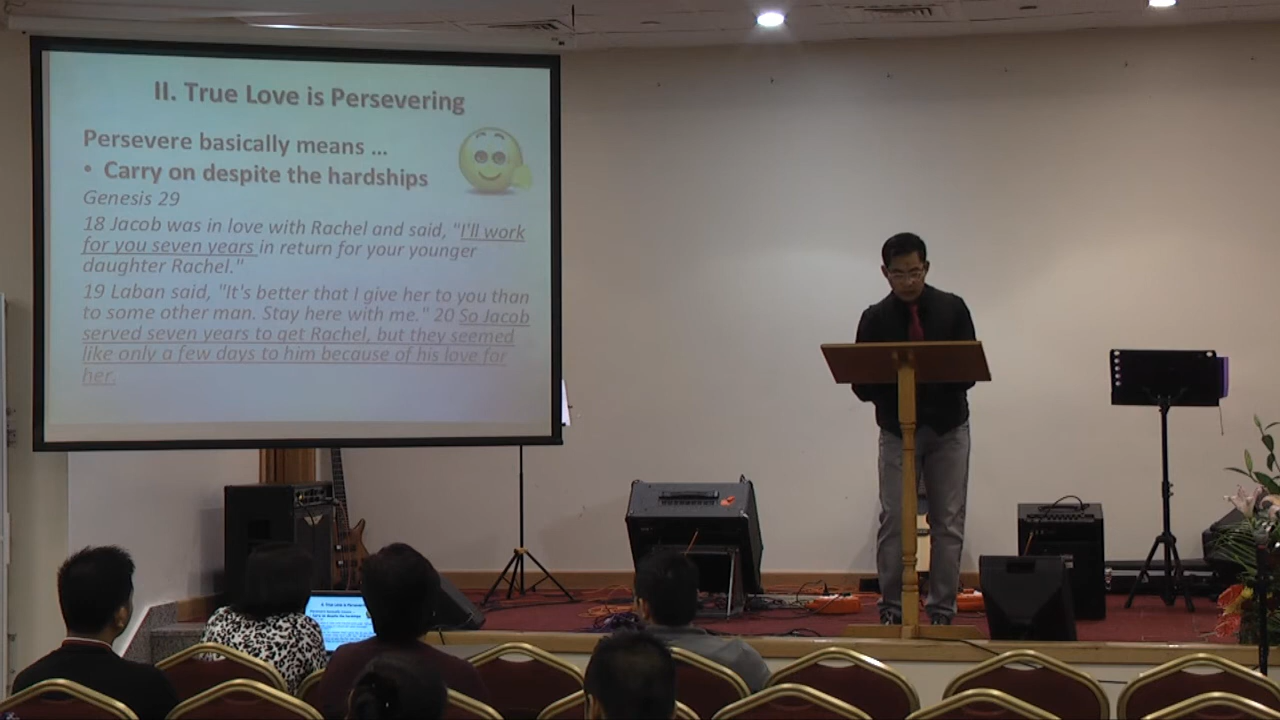 II. True Love is Persevering
Persevere basically means ...
• Carry on despite the hardships
Genesis 29
18 Jacob was in love with Rachel and said, "I'll work
for you seven years in return for your younger
daughter Rachel."
19 Laban said, "It's better that I give her to you than
to some other man. Stay here with me." 20 So Jacob
served seven years to get Rachel, but they seemed
like only a few days to him because of his love for
her.